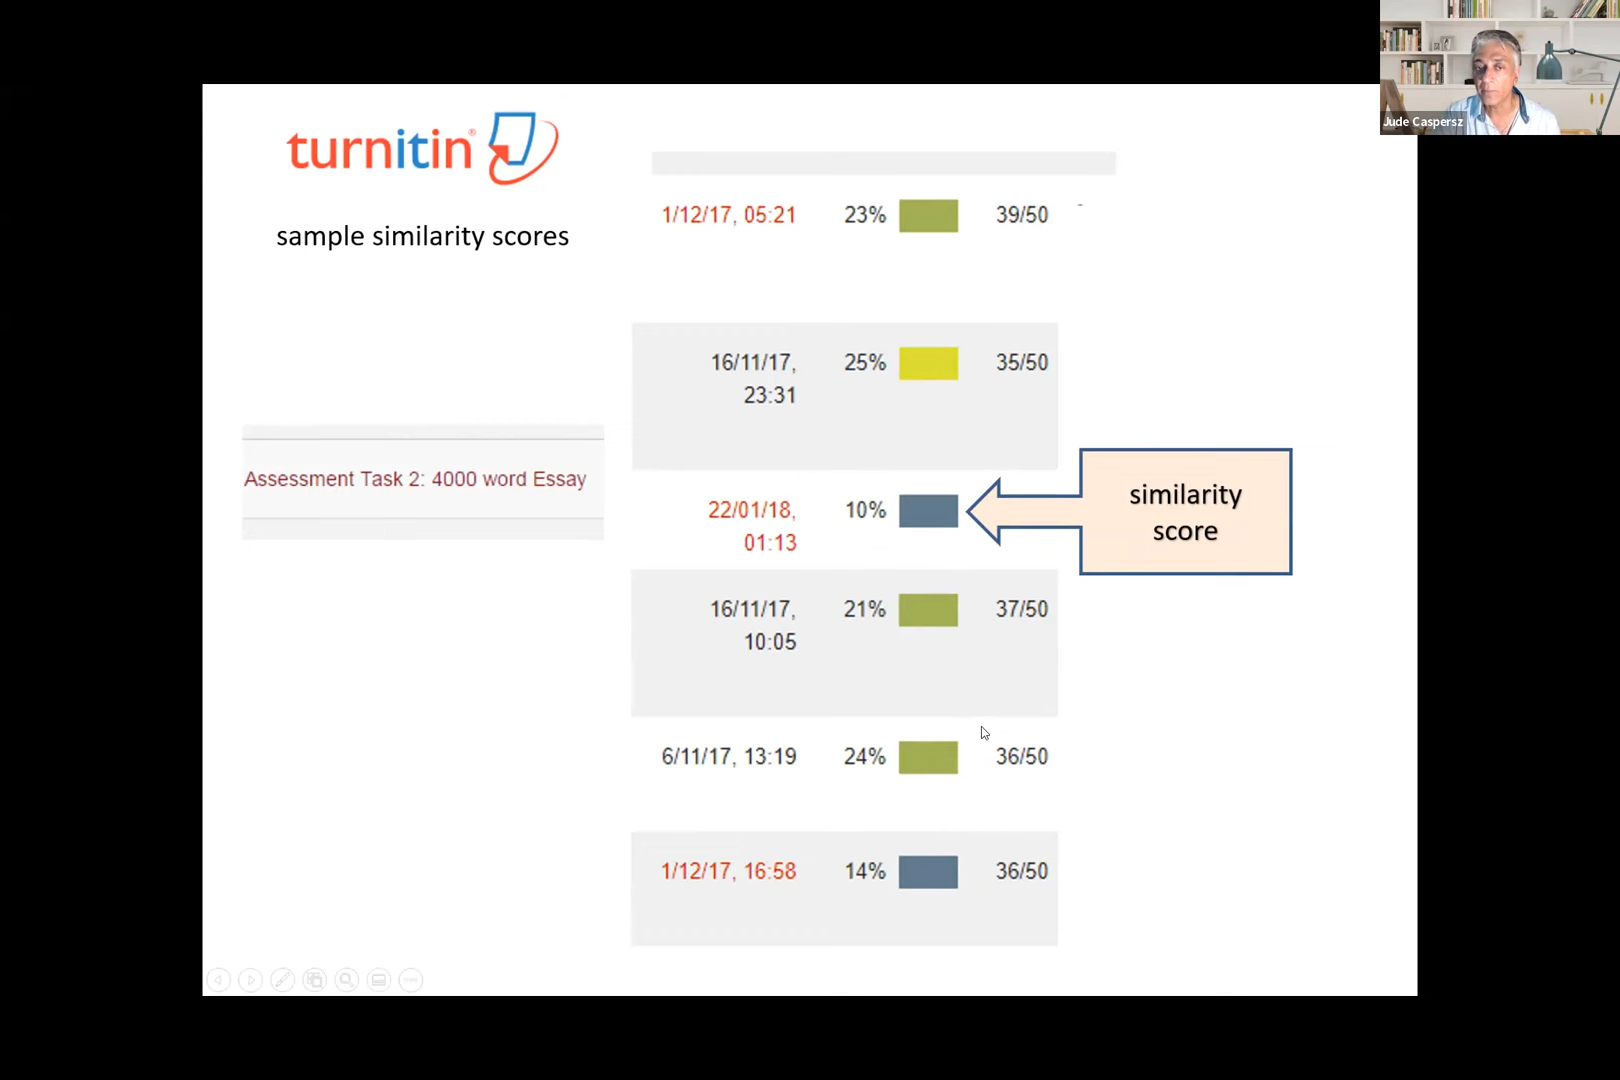 Jude Caspersz
turnitin®
sample similarity scores
Assessment Task 2: 4000 word Essay
1/12/17, 05:21 23% 39/50 -
16/11/17, 25% 35/50
23:31
22/01/18, 10%
01:13
similarity
score
16/11/17, 21% 37/50
10:05
6/11/17, 13:19 24% 36/50
1/12/17, 16:58 14% 36/50